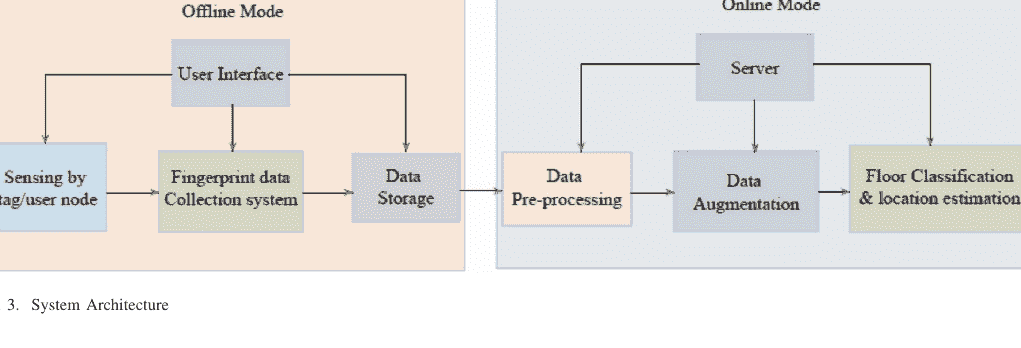 Offline Mode
Online Mode
User Interface
Server
Sensing by
tag/user node
Fingerprint data
Collection system
Data
Storage
Data
Pre-processing
Data
Augmentation
Floor Classification
& location estimation
3. System Architecture